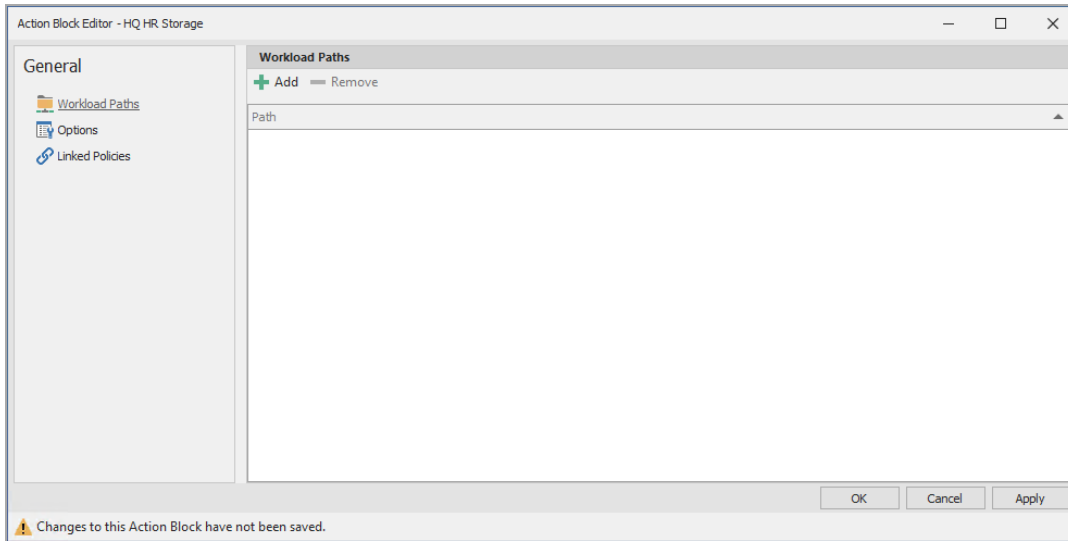 Action Block Editor - HQ HR Storage
General
Workload Paths
Options
Linked Policies
Workload Paths
Add Remove
Path
OK Cancel Apply
Changes to this Action Block have not been saved.